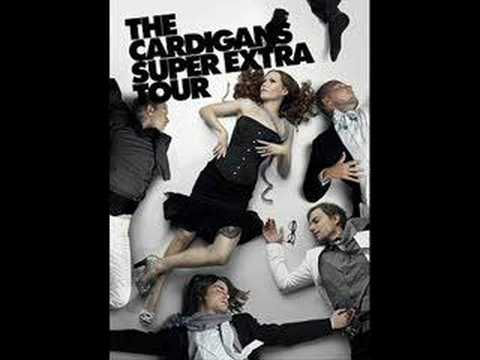 THE
CARDIGANS
SUPER EXTRA
TOUR